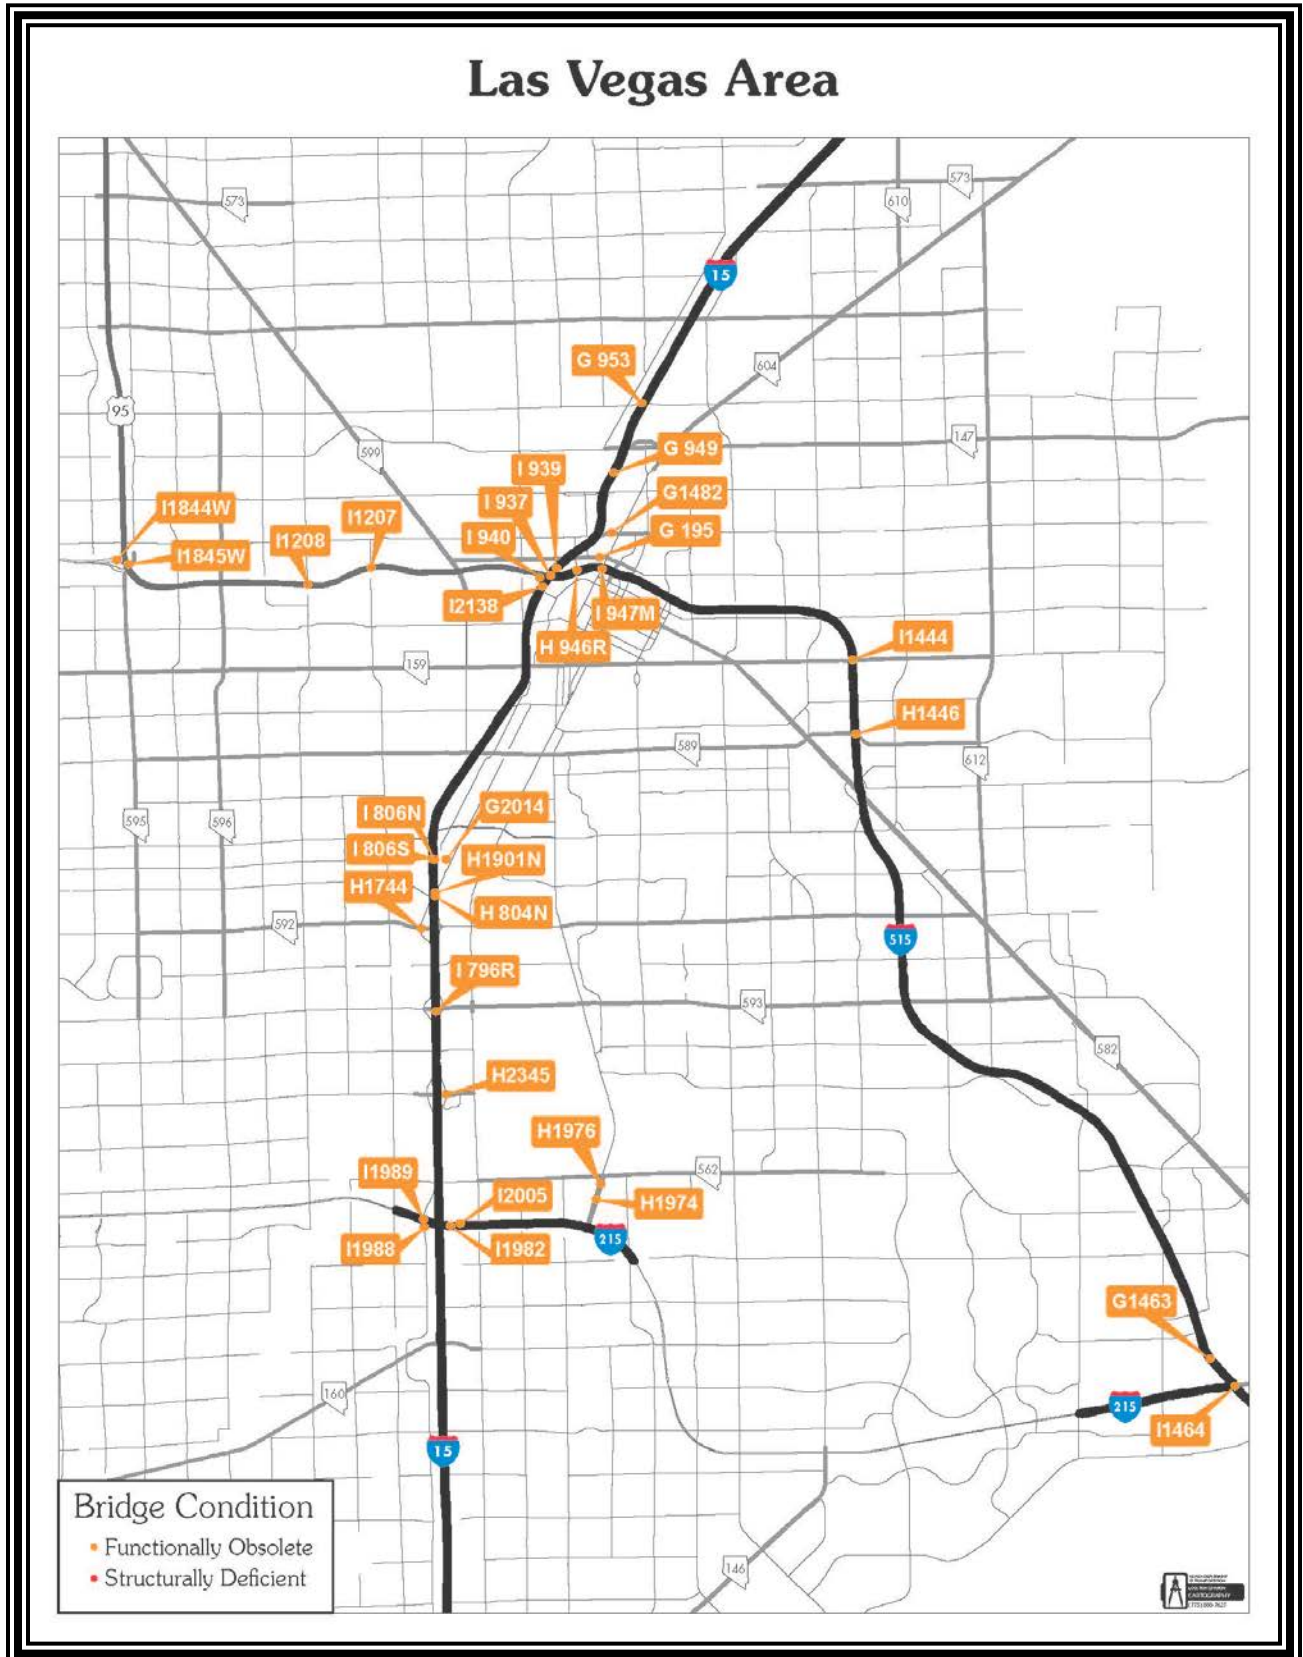 Las Vegas Area
573
573
610
15
G 953
604
95
147
599
G 949
I 939
G1482
I1844W
I 937
I1207
G 195
I 940
I1208
I1845W
I2138
I 947M
I1444
H 946R
159
H1446
589
612
I 806N
G2014
595
596
I 806S
H1901N
H1744
H 804N
592
515
I 796R
593
582
H2345
H1976
I1989
562
I2005
H1974
215
I1988
I1982
G1463
160
215
I1464
15
Bridge Condition
Functionally Obsolete
Structurally Deficient
146
CARTOGRAPHY